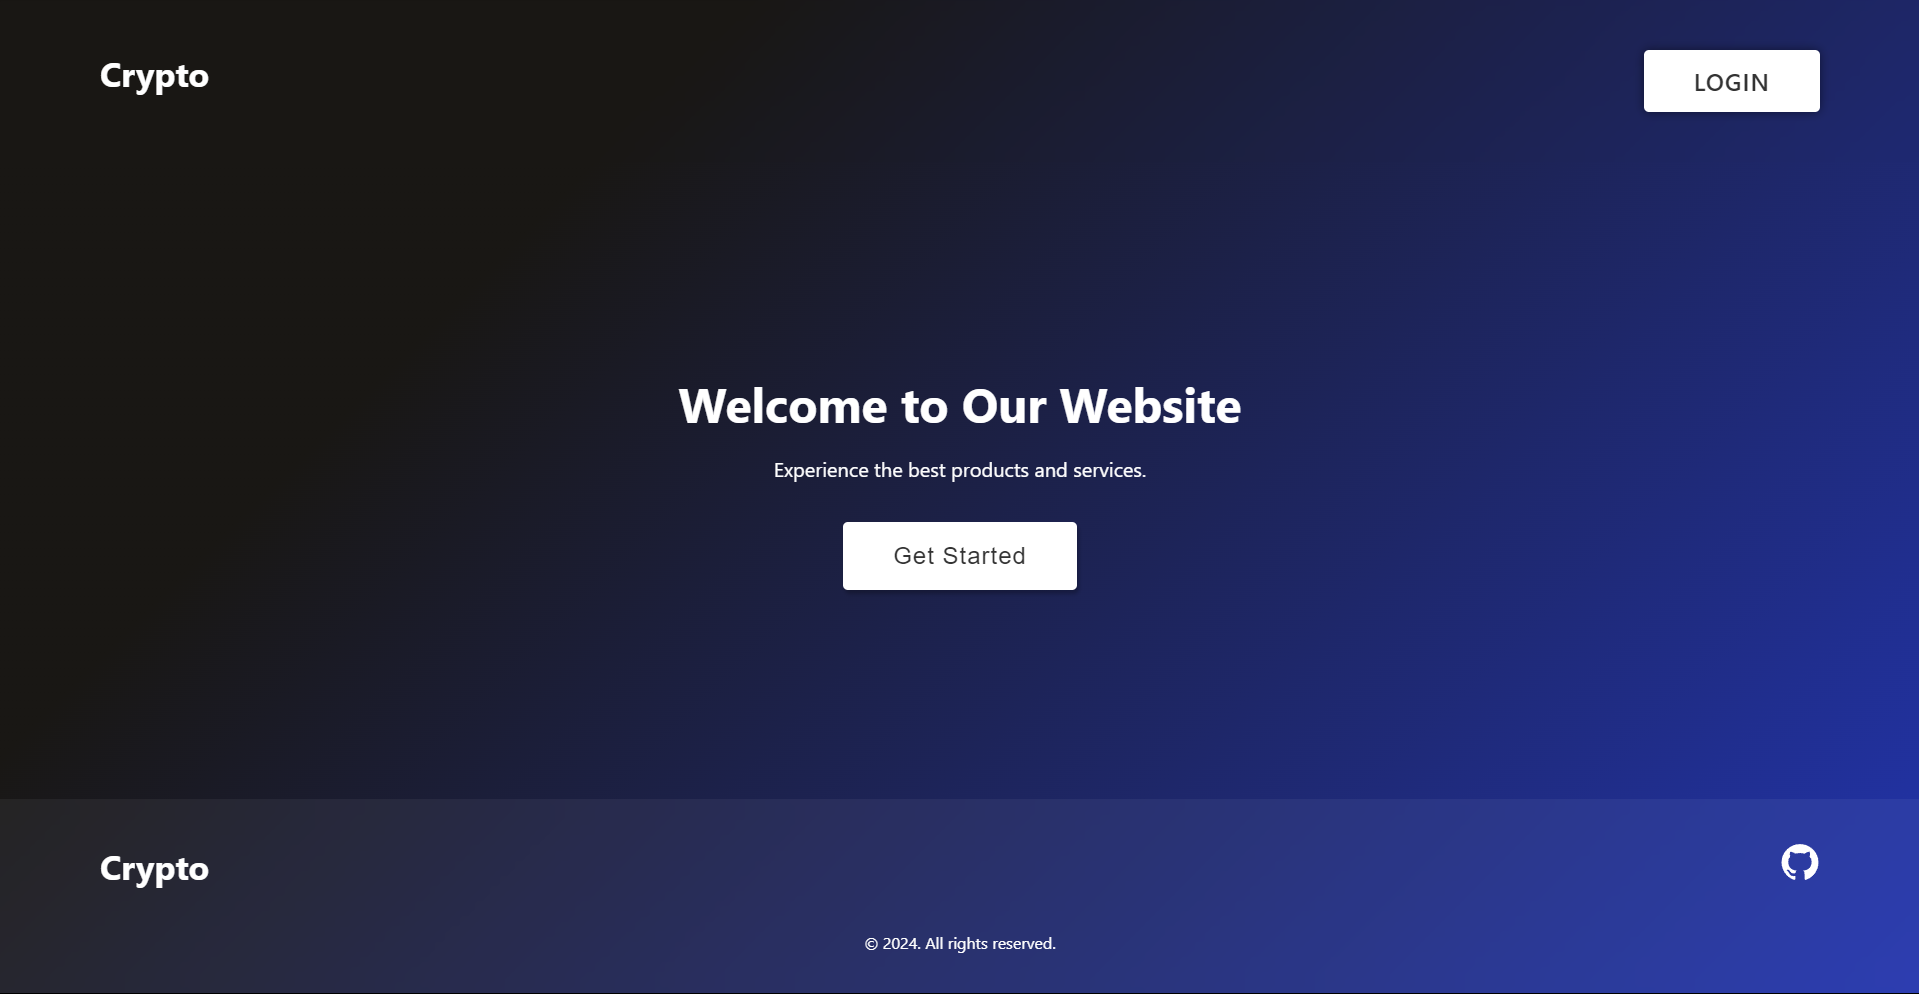 Crypto
LOGIN
Welcome to Our Website
Experience the best products and services.
Get Started
Crypto
© 2024. All rights reserved.